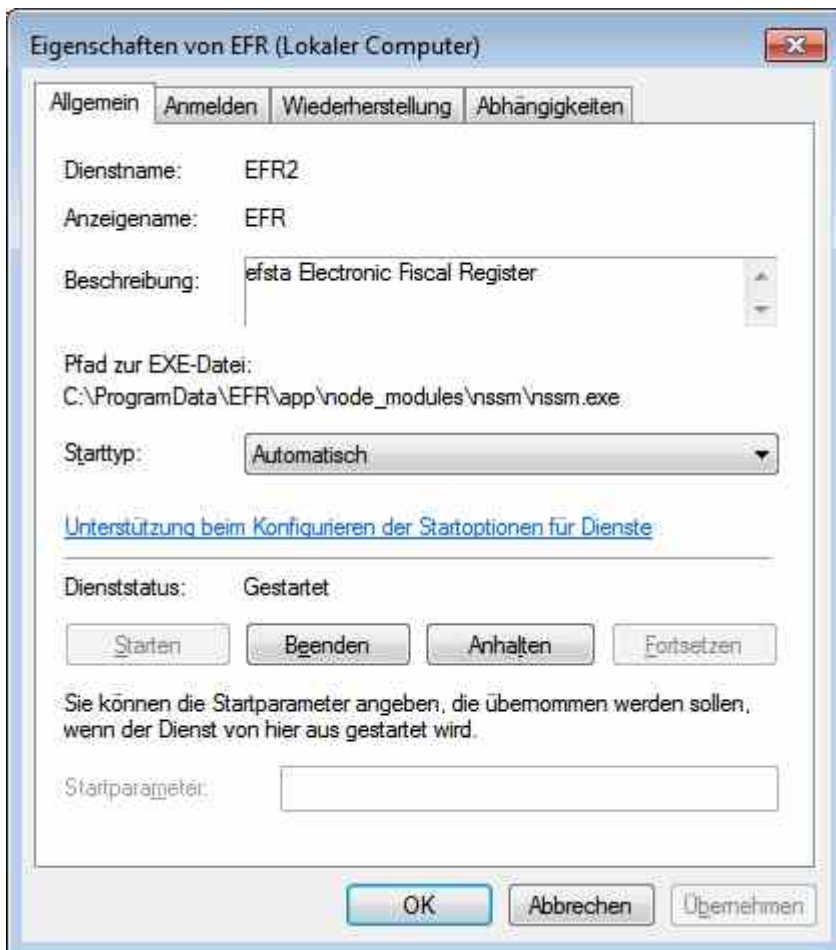 Eigenschaften von EFR (Lokaler Computer)
Allgemein Anmelden Wiederherstellung Abhängigkeiten
Dienstname: EFR2
Anzeigename: EFR
Beschreibung: efsta Electronic Fiscal Register
Pfad zur EXE-Datei:
C:\ProgramData\EFR\app\node_modules\nssm\nssm.exe
Starttyp: Automatisch
Unterstützung beim Konfigurieren der Startoptionen für Dienste
Dienststatus: Gestartet
Starten Beenden Anhalten Fortsetzen
Sie können die Startparameter angeben, die übernommen werden sollen,
wenn der Dienst von hier aus gestartet wird.
Startparameter:
OK Abbrechen Übernehmen